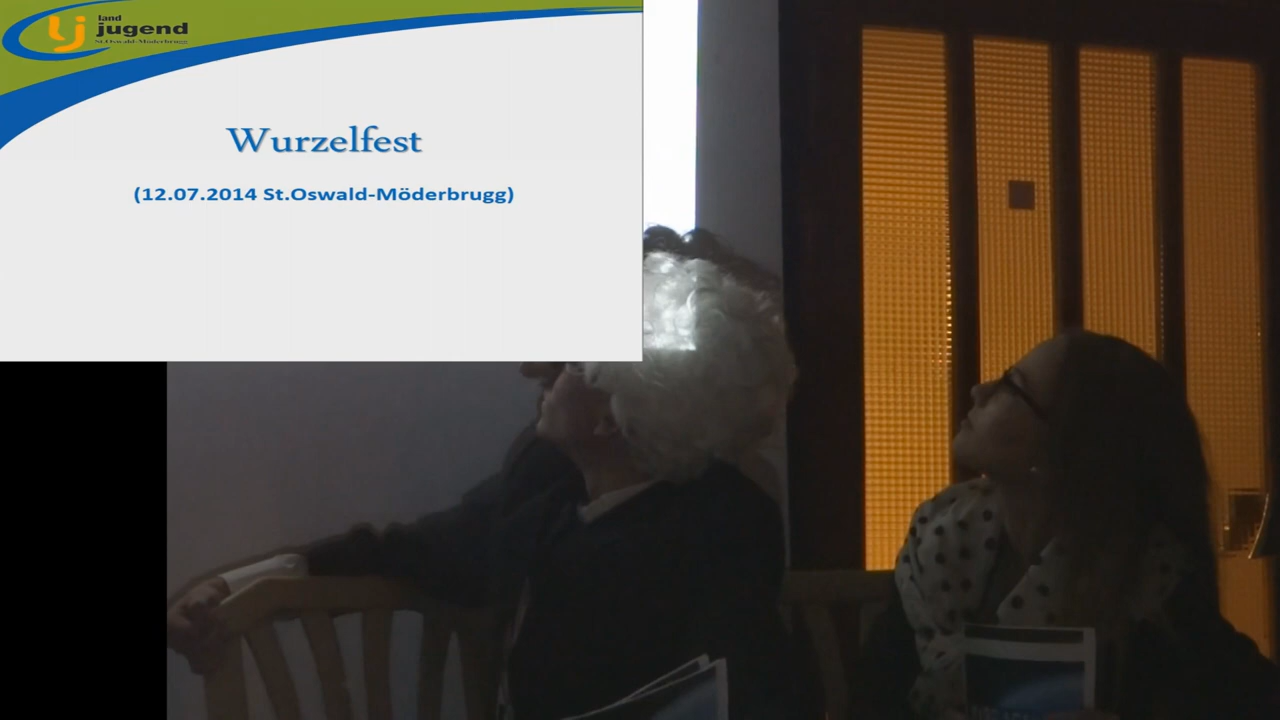 land
jugend
St.Oswald-Möderbrugg
Wurzelfest
(12.07.2014 St.Oswald-Möderbrugg)